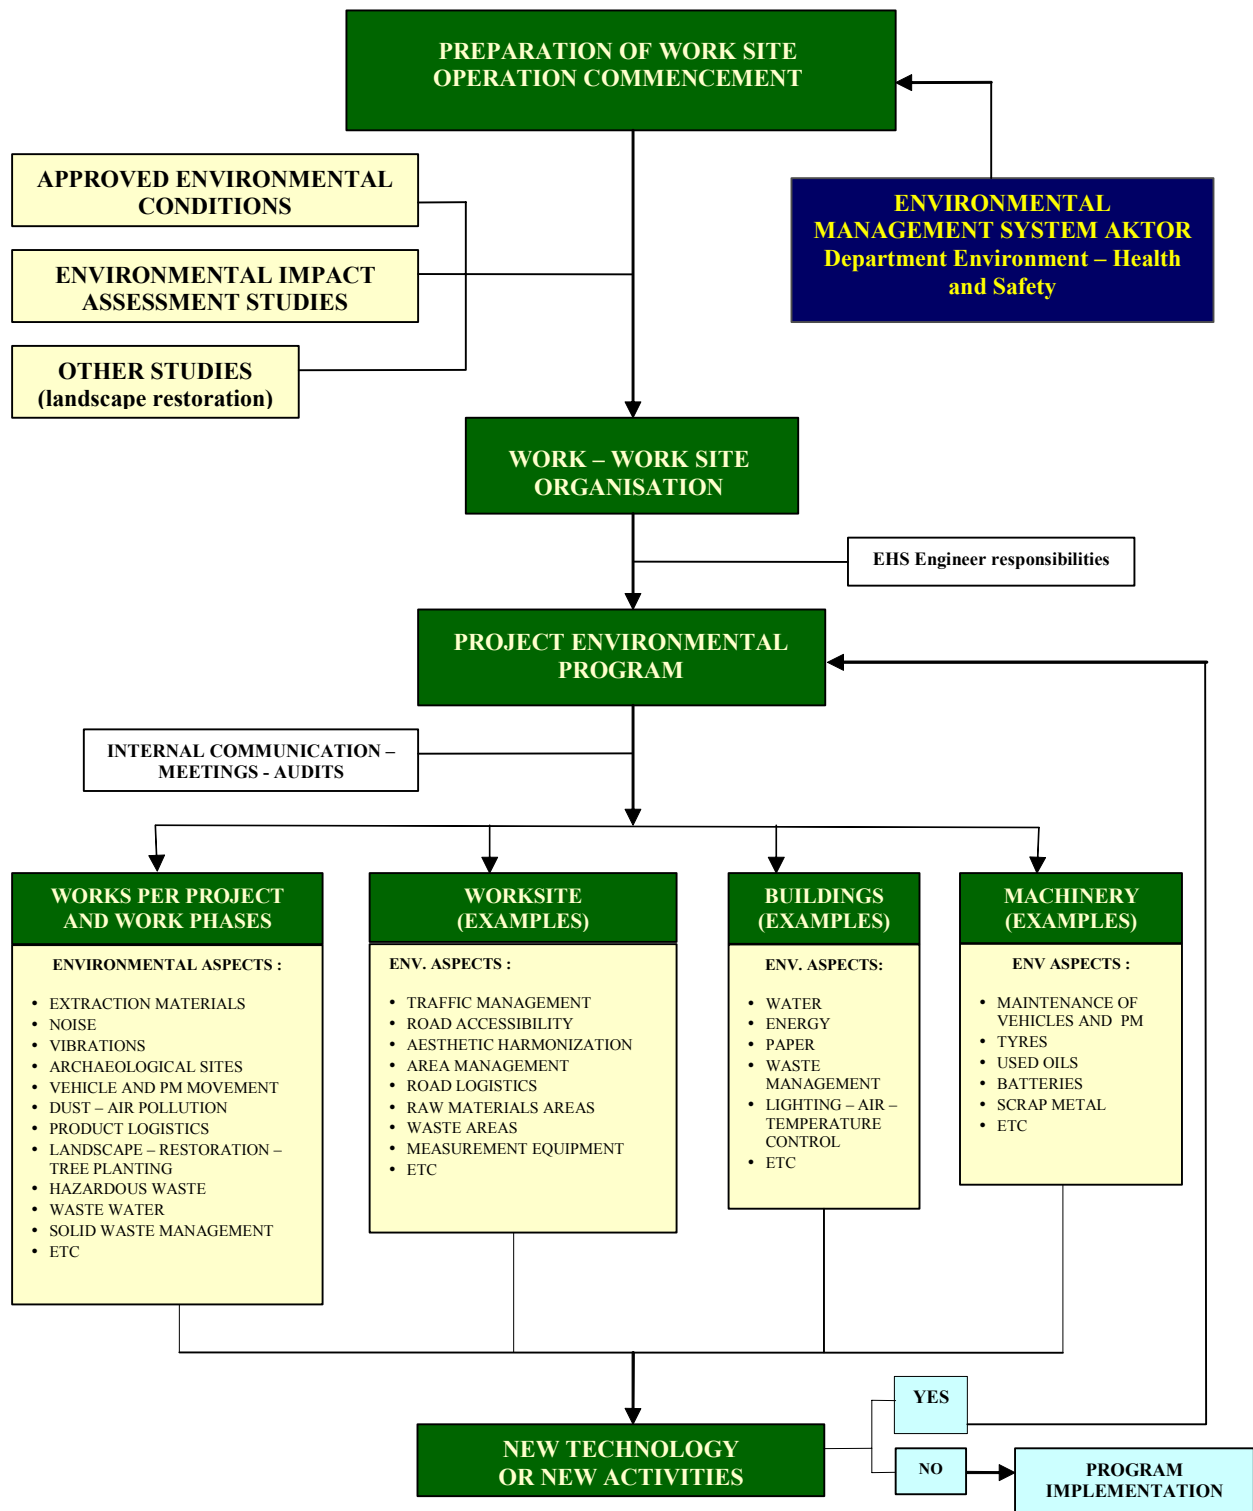 PREPARATION OF WORK SITE
OPERATION COMMENCEMENT
APPROVED ENVIRONMENTAL
CONDITIONS
ENVIRONMENTAL
MANAGEMENT SYSTEM AKTOR
Department Environment – Health
and Safety
ENVIRONMENTAL IMPACT
ASSESSMENT STUDIES
OTHER STUDIES
(landscape restoration)
WORK – WORK SITE
ORGANISATION
EHS Engineer responsibilities
PROJECT ENVIRONMENTAL
PROGRAM
INTERNAL COMMUNICATION –
MEETINGS - AUDITS
WORKS PER PROJECT
AND WORK PHASES
ENVIRONMENTAL ASPECTS :
• EXTRACTION MATERIALS
• NOISE
• VIBRATIONS
• ARCHAEOLOGICAL SITES
• VEHICLE AND PM MOVEMENT
• DUST – AIR POLLUTION
• PRODUCT LOGISTICS
• LANDSCAPE – RESTORATION –
TREE PLANTING
• HAZARDOUS WASTE
• WASTE WATER
• SOLID WASTE MANAGEMENT
• ETC
WORKSITE
(EXAMPLES)
ENV. ASPECTS :
• TRAFFIC MANAGEMENT
• ROAD ACCESSIBILITY
• AESTHETIC HARMONIZATION
• AREA MANAGEMENT
• ROAD LOGISTICS
• RAW MATERIALS AREAS
• WASTE AREAS
• MEASUREMENT EQUIPMENT
• ETC
BUILDINGS
(EXAMPLES)
ENV. ASPECTS:
• WATER
• ENERGY
• PAPER
• WASTE
MANAGEMENT
• LIGHTING – AIR –
TEMPERATURE
CONTROL
• ETC
MACHINERY
(EXAMPLES)
ENV ASPECTS :
• MAINTENANCE OF
VEHICLES AND PM
• TYRES
• USED OILS
• BATTERIES
• SCRAP METAL
• ETC
NEW TECHNOLOGY
OR NEW ACTIVITIES
YES
NO
PROGRAM
IMPLEMENTATION